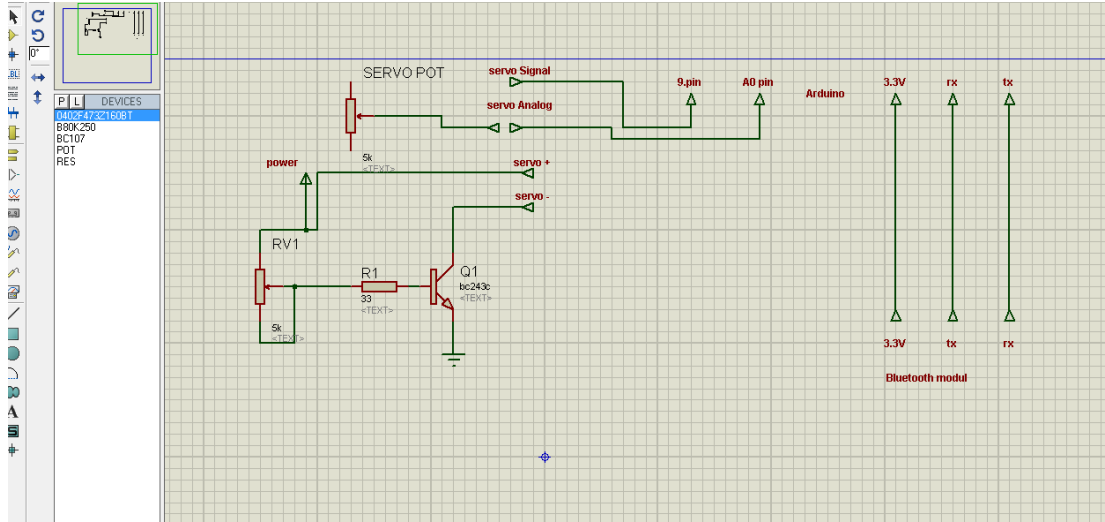 0°
P L DEVICES
0402F473Z160BT
B80K250
BC107
POT
RES
SERVO POT
5k
<TEXT>
servo Signal
servo Analog
9.pin
A0 pin
Arduino
3.3V
rx
tx
power
servo +
servo -
RV1
5k
<TEXT>
R1
33
<TEXT>
Q1
bc243c
<TEXT>
3.3V
tx
rx
Bluetooth modul
A
S